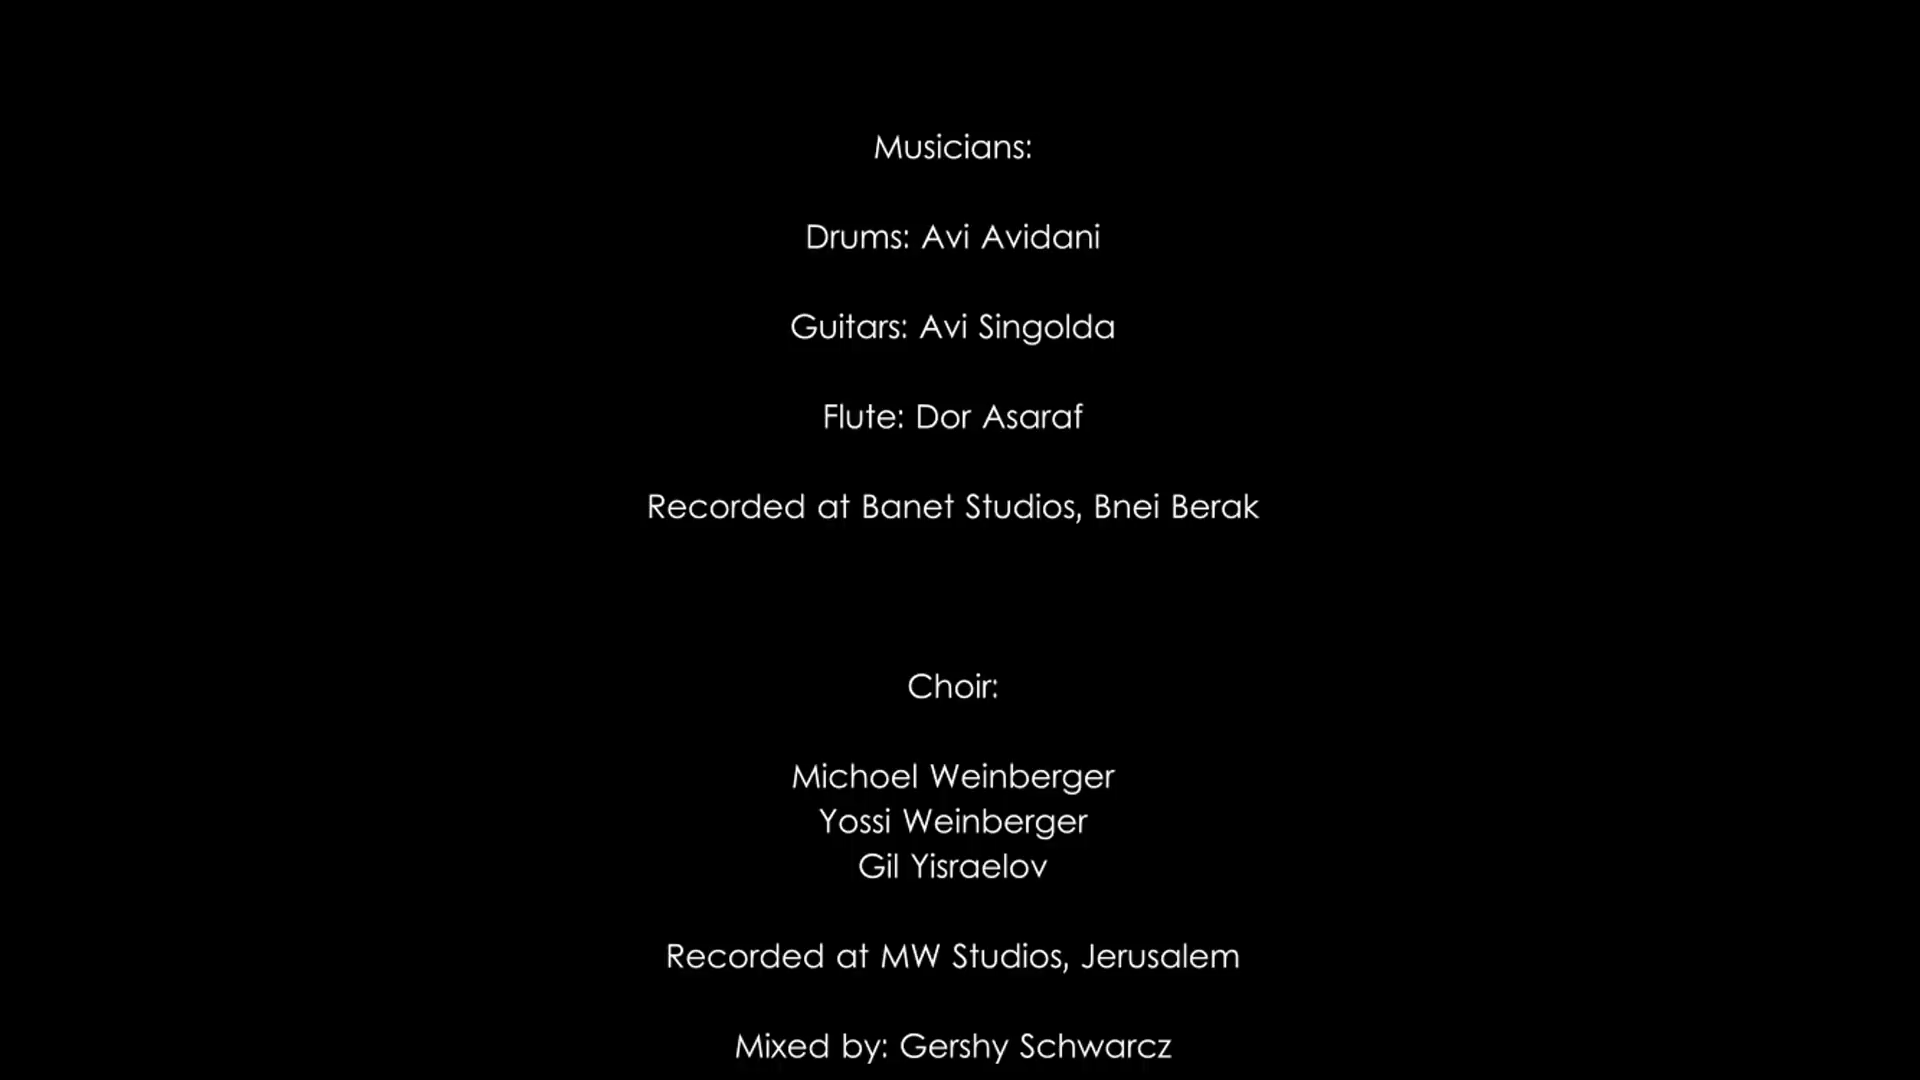 Musicians:
Drums: Avi Avidani
Guitars: Avi Singolda
Flute: Dor Asaraf
Recorded at Banet Studios, Bnei Berak
Choir:
Michoel Weinberger
Yossi Weinberger
Gil Yisraelov
Recorded at MW Studios, Jerusalem
Mixed by: Gershy Schwarcz